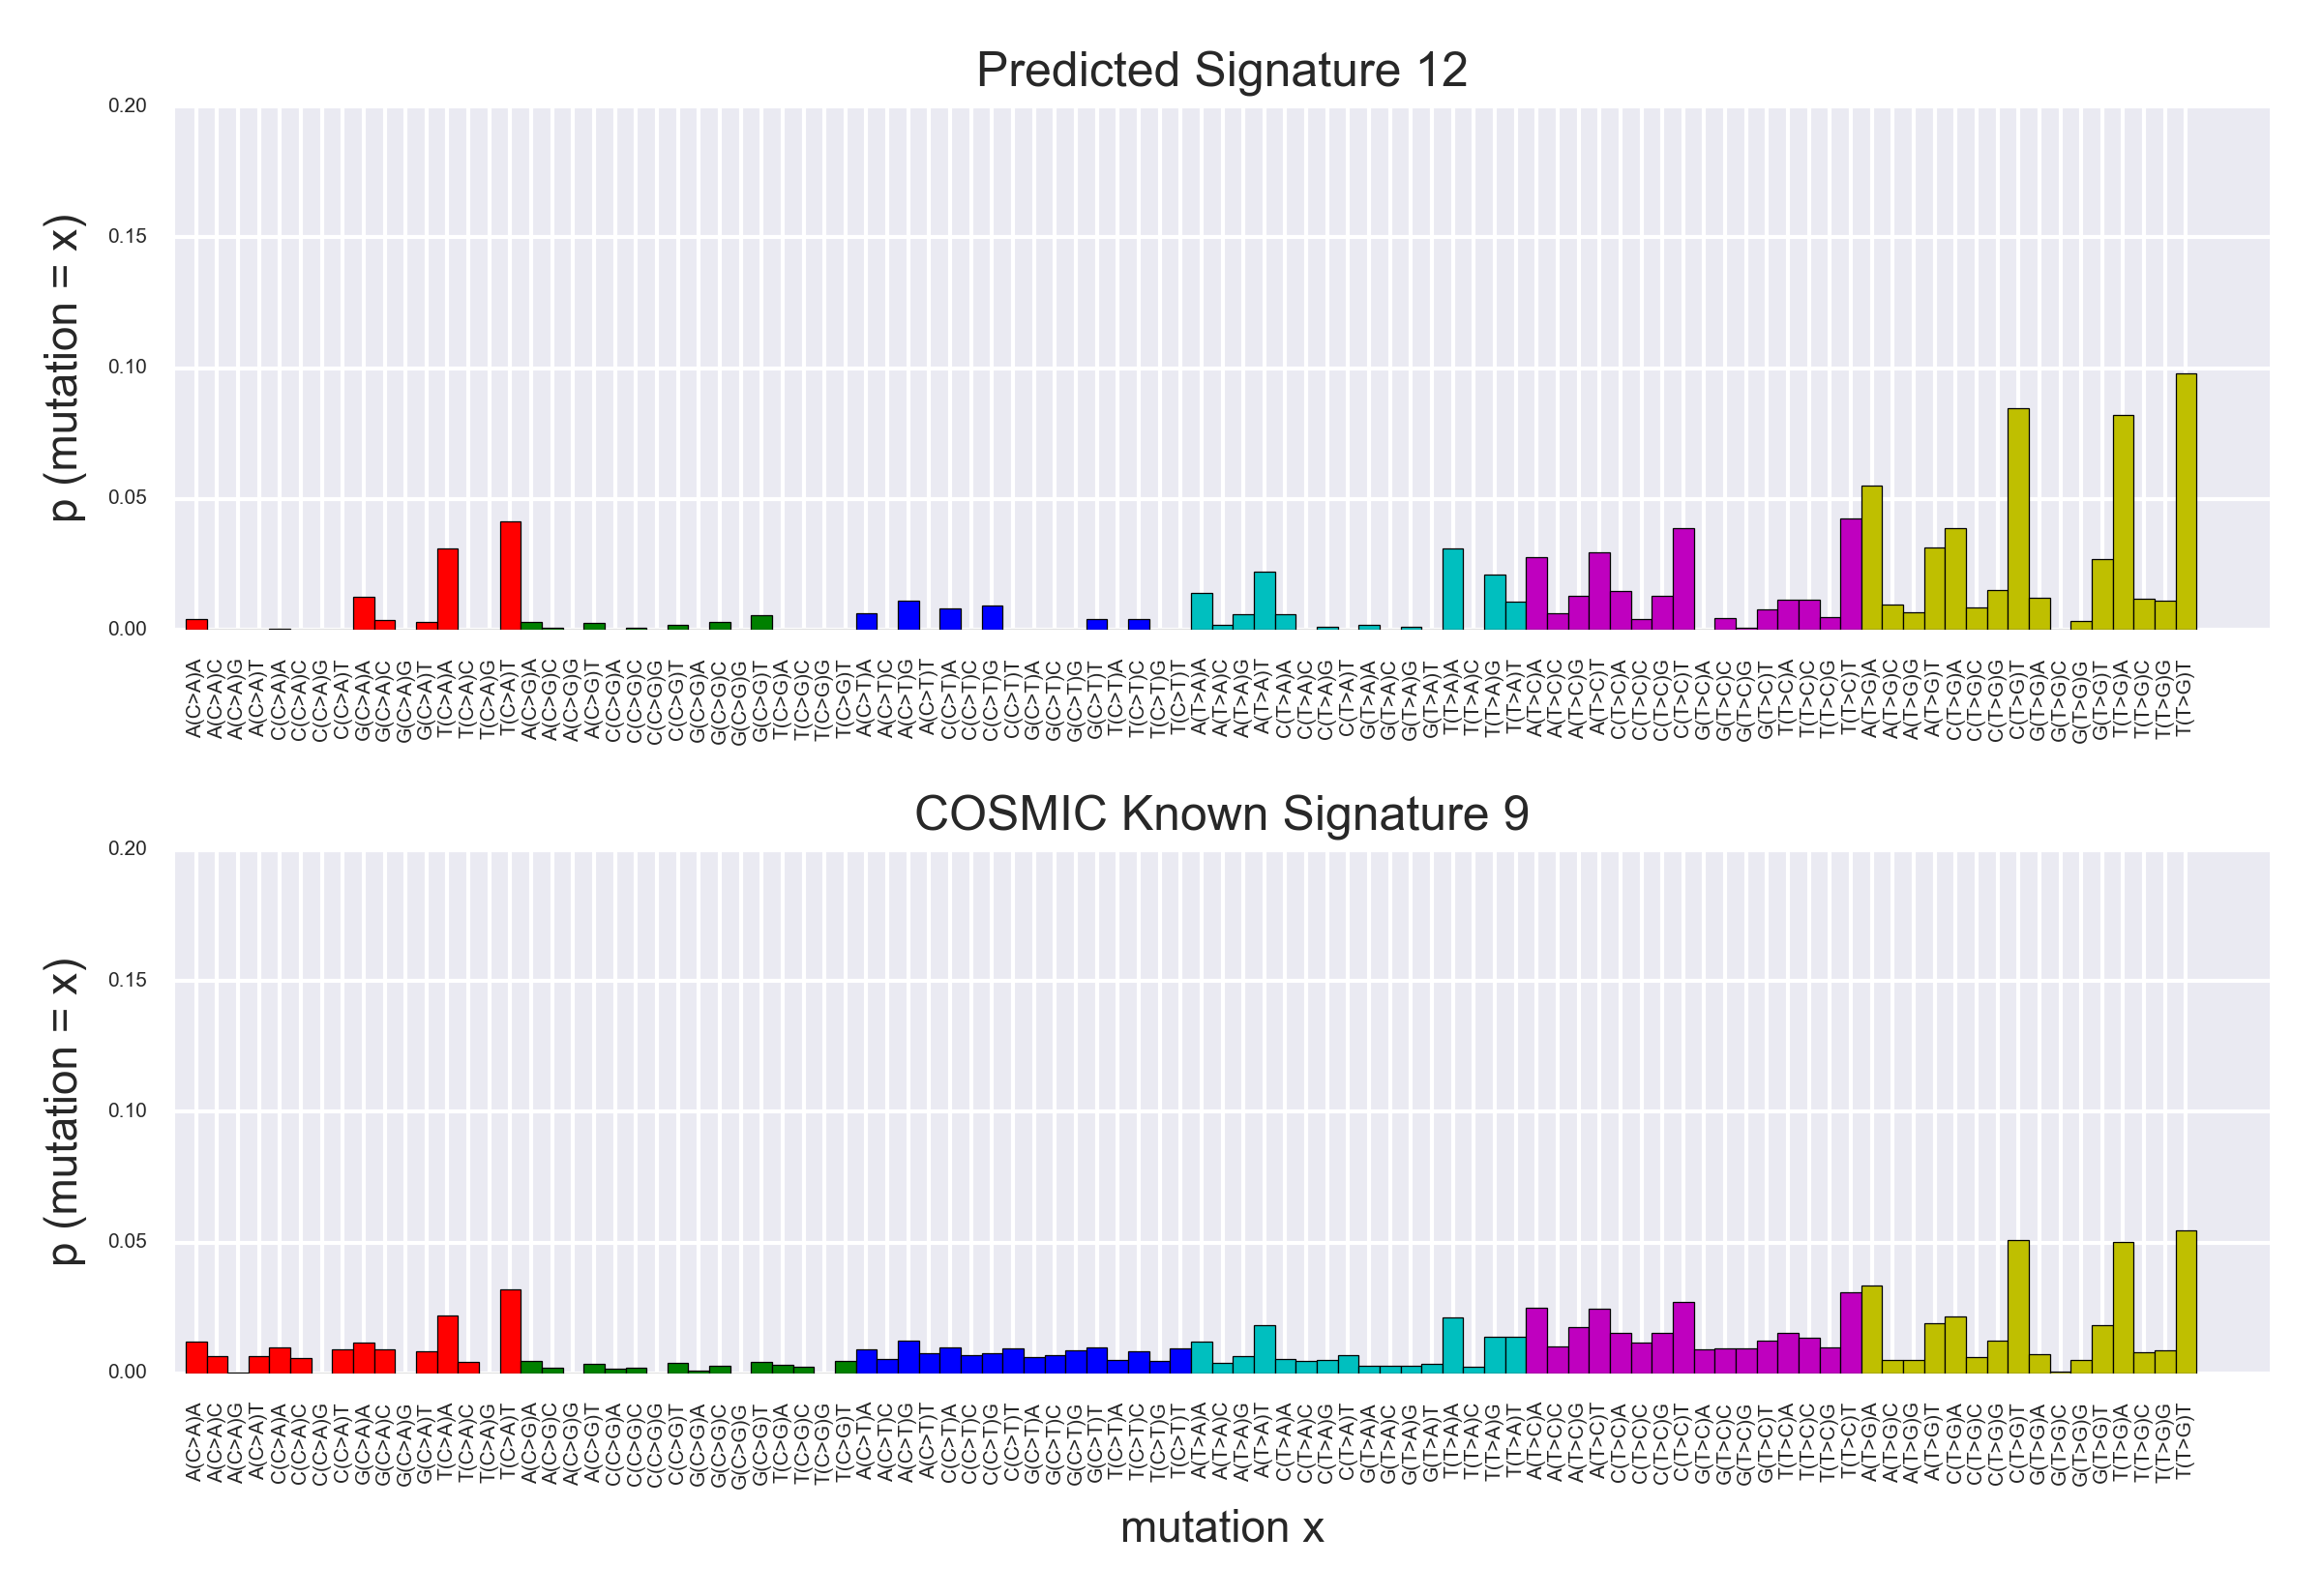 Predicted Signature 12
p (mutation = x)
0.20
0.15
0.10
0.05
0.00
A(C>A)A A(C>A)C A(C>A)G A(C>A)T C(C>A)A C(C>A)C C(C>A)G C(C>A)T G(C>A)A G(C>A)C G(C>A)G G(C>A)T T(C>A)A T(C>A)C T(C>A)G T(C>A)T A(C>G)A A(C>G)C A(C>G)G A(C>G)T C(C>G)A C(C>G)C C(C>G)G C(C>G)T G(C>G)A G(C>G)C G(C>G)G G(C>G)T T(C>G)A T(C>G)C T(C>G)G T(C>G)T A(C>T)A A(C>T)C A(C>T)G A(C>T)T C(C>T)A C(C>T)C C(C>T)G C(C>T)T G(C>T)A G(C>T)C G(C>T)G G(C>T)T T(C>T)A T(C>T)C T(C>T)G T(C>T)T A(T>A)A A(T>A)C A(T>A)G A(T>A)T C(T>A)A C(T>A)C C(T>A)G C(T>A)T G(T>A)A G(T>A)C G(T>A)G G(T>A)T T(T>A)A T(T>A)C T(T>A)G T(T>A)T A(T>C)A A(T>C)C A(T>C)G A(T>C)T C(T>C)A C(T>C)C C(T>C)G C(T>C)T G(T>C)A G(T>C)C G(T>C)G G(T>C)T T(T>C)A T(T>C)C T(T>C)G T(T>C)T A(T>G)A A(T>G)C A(T>G)G A(T>G)T C(T>G)A C(T>G)C C(T>G)G C(T>G)T G(T>G)A G(T>G)C G(T>G)G G(T>G)T T(T>G)A T(T>G)C T(T>G)G T(T>G)T
COSMIC Known Signature 9
p (mutation = x)
0.20
0.15
0.10
0.05
0.00
A(C>A)A A(C>A)C A(C>A)G A(C>A)T C(C>A)A C(C>A)C C(C>A)G C(C>A)T G(C>A)A G(C>A)C G(C>A)G G(C>A)T T(C>A)A T(C>A)C T(C>A)G T(C>A)T A(C>G)A A(C>G)C A(C>G)G A(C>G)T C(C>G)A C(C>G)C C(C>G)G C(C>G)T G(C>G)A G(C>G)C G(C>G)G G(C>G)T T(C>G)A T(C>G)C T(C>G)G T(C>G)T A(C>T)A A(C>T)C A(C>T)G A(C>T)T C(C>T)A C(C>T)C C(C>T)G C(C>T)T G(C>T)A G(C>T)C G(C>T)G G(C>T)T T(C>T)A T(C>T)C T(C>T)G T(C>T)T A(T>A)A A(T>A)C A(T>A)G A(T>A)T C(T>A)A C(T>A)C C(T>A)G C(T>A)T G(T>A)A G(T>A)C G(T>A)G G(T>A)T T(T>A)A T(T>A)C T(T>A)G T(T>A)T A(T>C)A A(T>C)C A(T>C)G A(T>C)T C(T>C)A C(T>C)C C(T>C)G C(T>C)T G(T>C)A G(T>C)C G(T>C)G G(T>C)T T(T>C)A T(T>C)C T(T>C)G T(T>C)T A(T>G)A A(T>G)C A(T>G)G A(T>G)T C(T>G)A C(T>G)C C(T>G)G C(T>G)T G(T>G)A G(T>G)C G(T>G)G G(T>G)T T(T>G)A T(T>G)C T(T>G)G T(T>G)T
mutation x